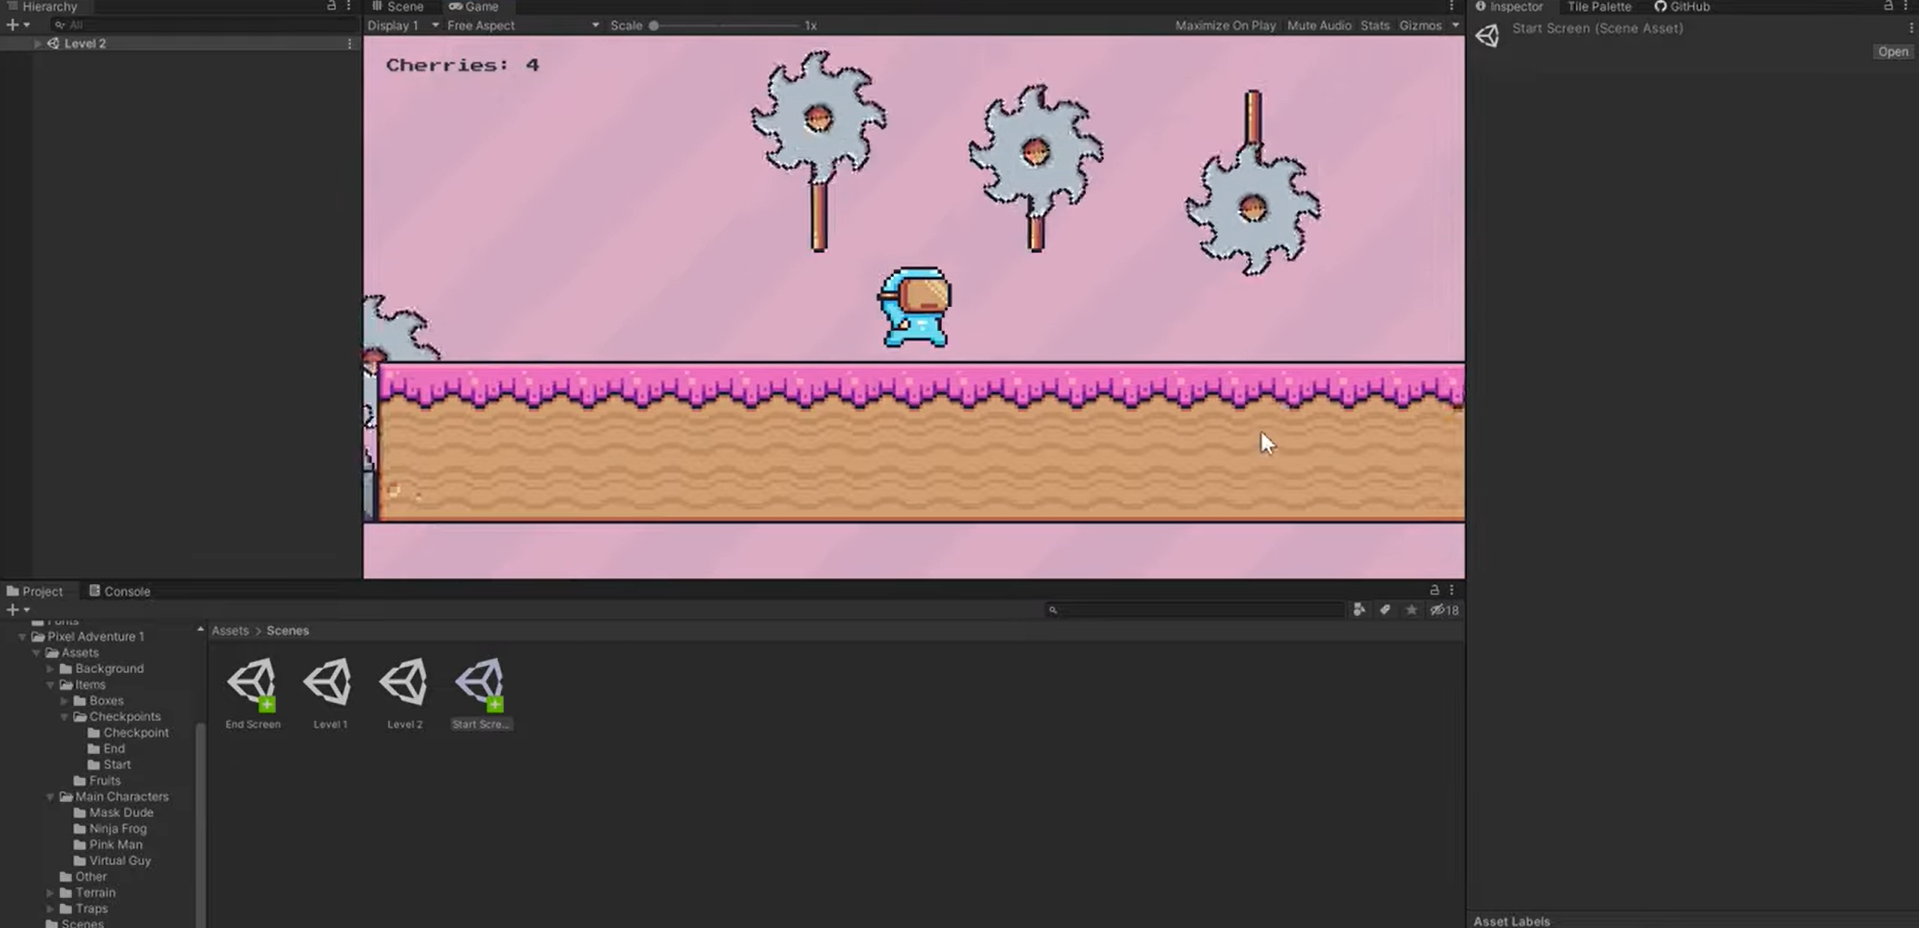 Hierarchy
All
Level 2
Scene
Game
Display 1
Free Aspect
Scale
1x
Maximize On Play
Mute Audio
Stats
Gizmos
Cherries: 4
Inspector
Tile Palette
GitHub
Start Screen (Scene Asset)
Open
Project
Console
18
Fonts
Pixel Adventure 1
Assets
Background
Items
Boxes
Checkpoints
Checkpoint
End
Start
Fruits
Main Characters
Mask Dude
Ninja Frog
Pink Man
Virtual Guy
Other
Terrain
Traps
Scenes
Assets > Scenes
End Screen
Level 1
Level 2
Start Scre...
Asset Labels